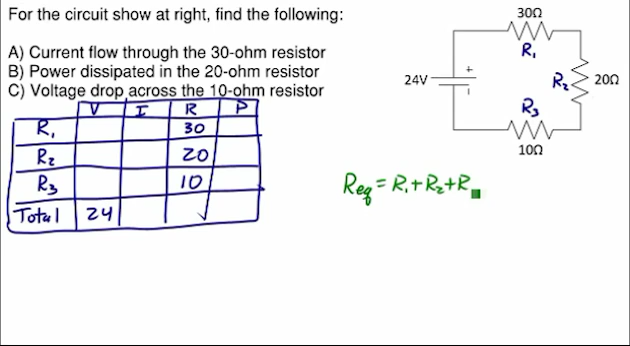 For the circuit show at right, find the following:
A) Current flow through the 30-ohm resistor
B) Power dissipated in the 20-ohm resistor
C) Voltage drop across the 10-ohm resistor
V I R P
R₁ 30
R₂ 20
R₃ 10
Total 24
30Ω
R₁
24V
+
-
R₂ 20Ω
R₃
10Ω
Req = R₁+R₂+R